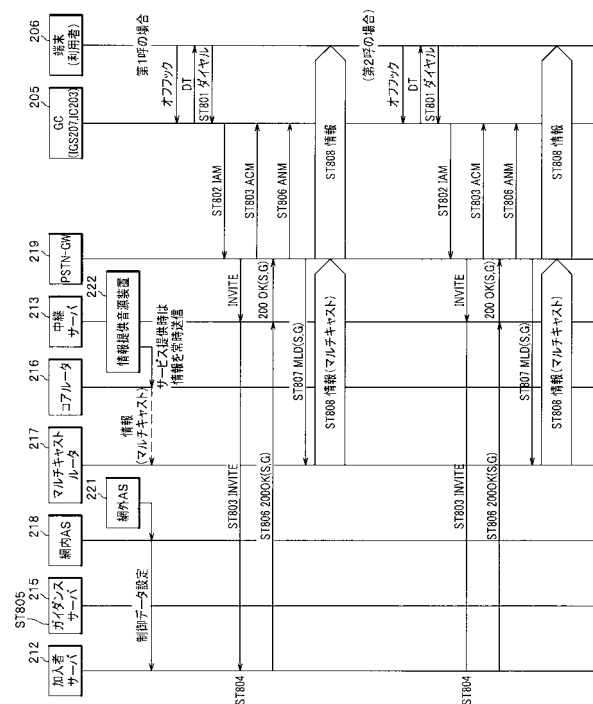 206
端末
(利用者)
205
GC
(IGS207,IC203)
219
PSTN-GW
213
中継
サーバ
222
情報提供音源装置
216
コアルータ
217
マルチキャスト
ルータ
221
網外AS
218
網内AS
ST805
215
ガイダンス
サーバ
212
加入者
サーバ
第1呼の場合
オフフック
DT
ST801 ダイヤル
ST802 IAM
ST803 ACM
ST806 ANM
ST808 情報
サービス提供時は
情報を常時送信
情報
(マルチキャスト)
制御データ設定
INVITE
200 OK(S,G)
ST807 MLD(S,G)
ST808 情報(マルチキャスト)
ST803 INVITE
ST806 200OK(S,G)
ST804
(第2呼の場合)
オフフック
DT
ST801 ダイヤル
ST802 IAM
ST803 ACM
ST806 ANM
ST808 情報
INVITE
200 OK(S,G)
ST807 MLD(S,G)
ST808 情報(マルチキャスト)
ST803 INVITE
ST806 200OK(S,G)
ST804